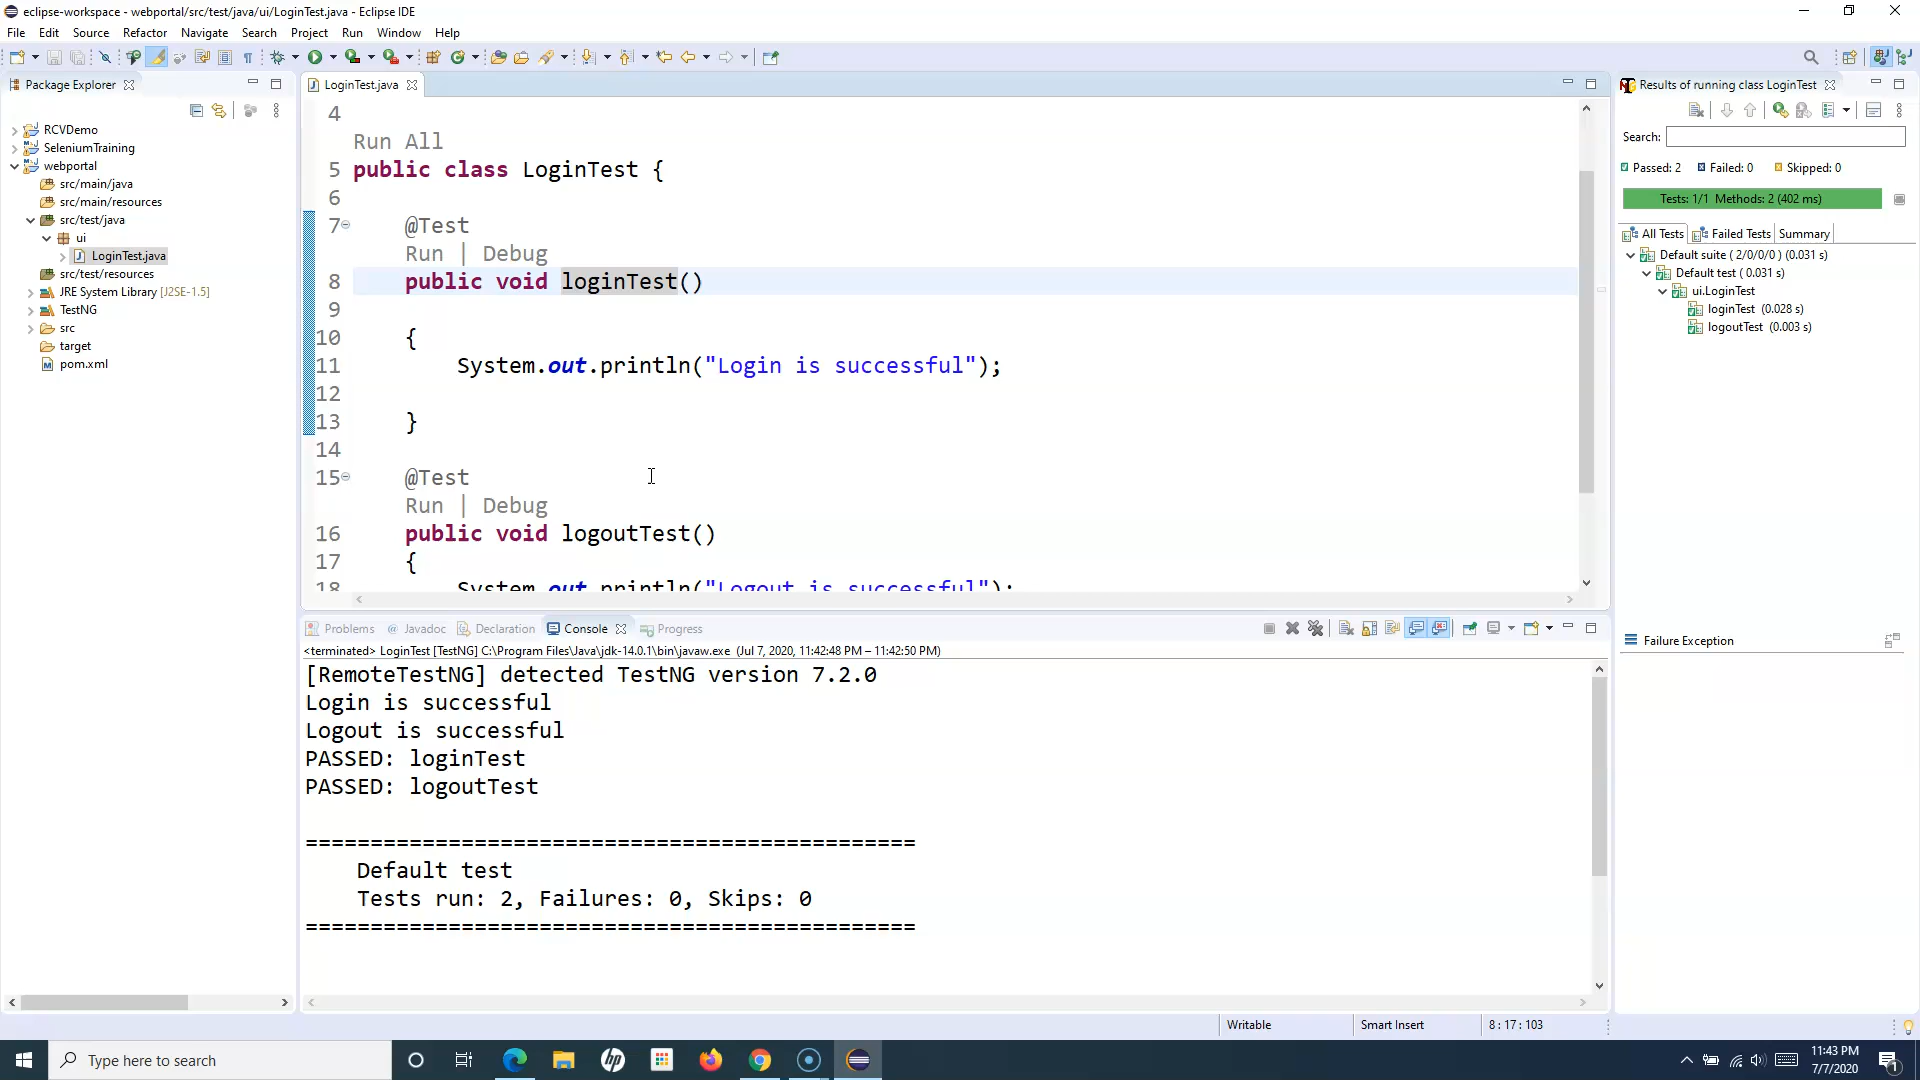 eclipse-workspace - webportal/src/test/java/ui/LoginTest.java - Eclipse IDE
File Edit Source Refactor Navigate Search Project Run Window Help
Package Explorer
RCVDemo
SeleniumTraining
webportal
src/main/java
src/main/resources
src/test/java
ui
LoginTest.java
src/test/resources
JRE System Library [J2SE-1.5]
TestNG
src
target
pom.xml
LoginTest.java
4
Run All
5 public class LoginTest {
6
7 @Test
Run | Debug
8 public void loginTest()
9
10 {
11 System.out.println("Login is successful");
12
13 }
14
15 @Test
Run | Debug
16 public void logoutTest()
17 {
18 System.out.println("Logout is successful");
Problems @ Javadoc Declaration Console Progress
<terminated> LoginTest [TestNG] C:\Program Files\Java\jdk-14.0.1\bin\javaw.exe (Jul 7, 2020, 11:42:48 PM – 11:42:50 PM)
[RemoteTestNG] detected TestNG version 7.2.0
Login is successful
Logout is successful
PASSED: loginTest
PASSED: logoutTest
===============================================
Default test
Tests run: 2, Failures: 0, Skips: 0
===============================================
Results of running class LoginTest
Search:
Passed: 2 Failed: 0 Skipped: 0
Tests: 1/1 Methods: 2 (402 ms)
All Tests Failed Tests Summary
Default suite ( 2/0/0/0 ) (0.031 s)
Default test ( 0.031 s)
ui.LoginTest
loginTest (0.028 s)
logoutTest (0.003 s)
Failure Exception
Writable Smart Insert 8 : 17 : 103
Type here to search
hp
11:43 PM
7/7/2020
1